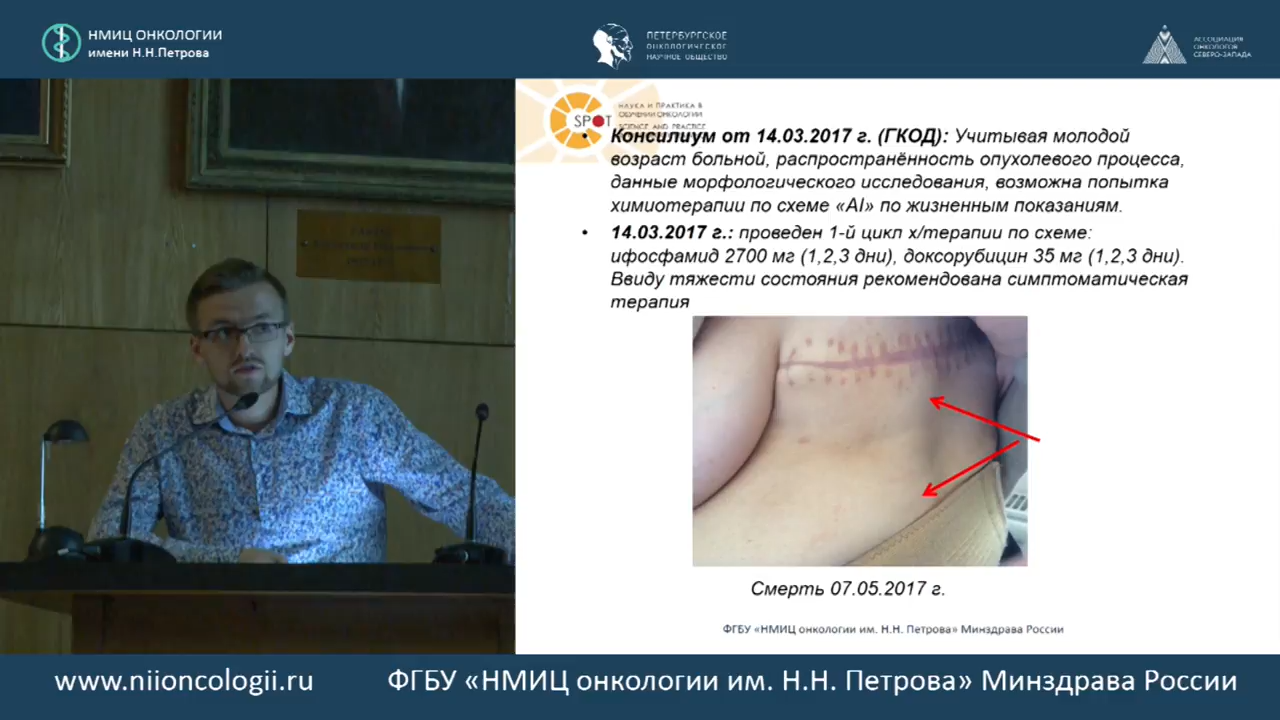 НМИЦ ОНКОЛОГИИ
имени Н.Н.Петрова
ПЕТЕРБУРГСКОЕ
ОНКОЛОГИЧЕСКОЕ
НАУЧНОЕ ОБЩЕСТВО
АССОЦИАЦИЯ
ОНКОЛОГОВ
СЕВЕРО-ЗАПАДА
SPOT
НАУКА И ПРАКТИКА В
ОБУЧЕНИИ ОНКОЛОГИИ
SCIENCE AND PRACTICE
• Консилиум от 14.03.2017 г. (ГКОД): Учитывая молодой
возраст больной, распространённость опухолевого процесса,
данные морфологического исследования, возможна попытка
химиотерапии по схеме «AI» по жизненным показаниям.
• 14.03.2017 г.: проведен 1-й цикл х/терапии по схеме:
ифосфамид 2700 мг (1,2,3 дни), доксорубицин 35 мг (1,2,3 дни).
Ввиду тяжести состояния рекомендована симптоматическая
терапия
Смерть 07.05.2017 г.
ФГБУ «НМИЦ онкологии им. Н.Н. Петрова» Минздрава России
www.niioncologii.ru
ФГБУ «НМИЦ онкологии им. Н.Н. Петрова» Минздрава России